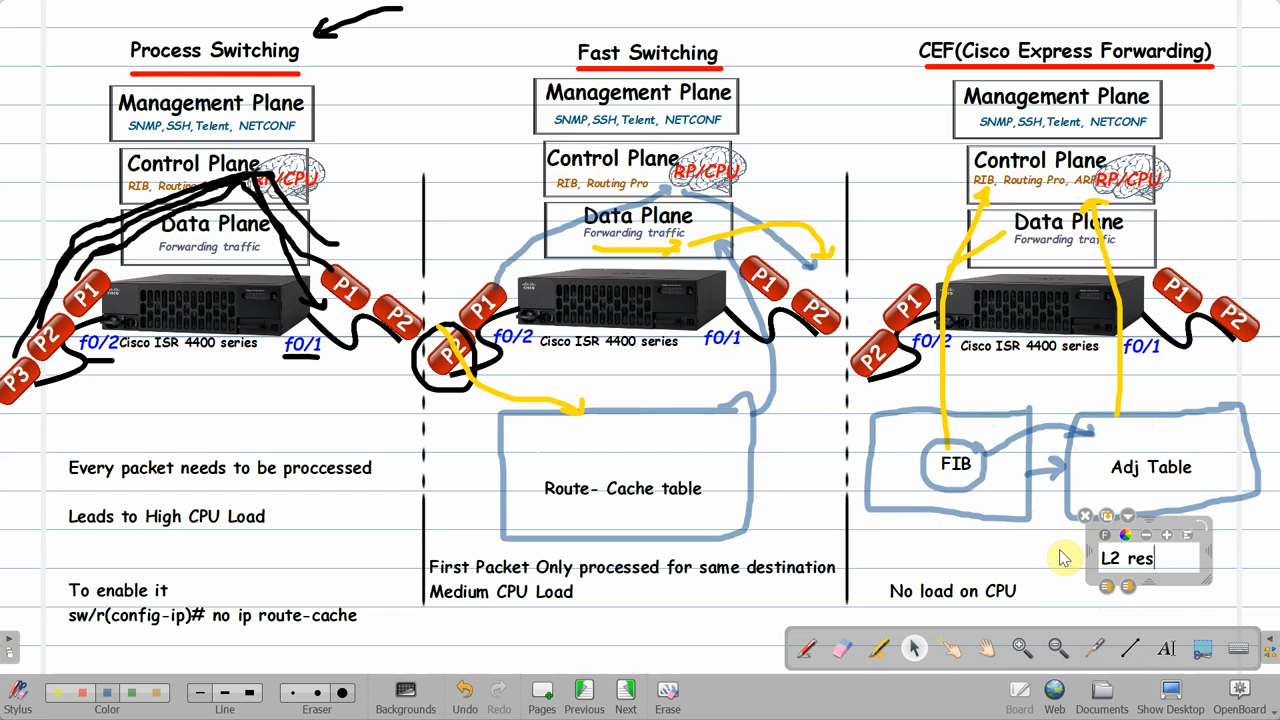 Process Switching
Management Plane
SNMP,SSH,Telent, NETCONF
Control Plane
RIB, Routing
RP/CPU
Data Plane
Forwarding traffic
P1
P2
P3
f0/2
Cisco ISR 4400 series
f0/1
P1
P2
Every packet needs to be proccessed
Leads to High CPU Load
To enable it
sw/r(config-ip)# no ip route-cache
Fast Switching
Management Plane
SNMP,SSH,Telent, NETCONF
Control Plane
RIB, Routing Pro
RP/CPU
Data Plane
Forwarding traffic
P1
P2
f0/2
Cisco ISR 4400 series
f0/1
P1
P2
Route- Cache table
First Packet Only processed for same destination
Medium CPU Load
CEF(Cisco Express Forwarding)
Management Plane
SNMP,SSH,Telent, NETCONF
Control Plane
RIB, Routing Pro, ARP
RP/CPU
Data Plane
Forwarding traffic
P1
P2
f0/2
Cisco ISR 4400 series
f0/1
P1
P2
FIB
Adj Table
L2 res
No load on CPU
Stylus
Color
Line
Eraser
Backgrounds
Undo
Redo
Pages
Previous
Next
Erase
Board
Web
Documents
Show Desktop
OpenBoard